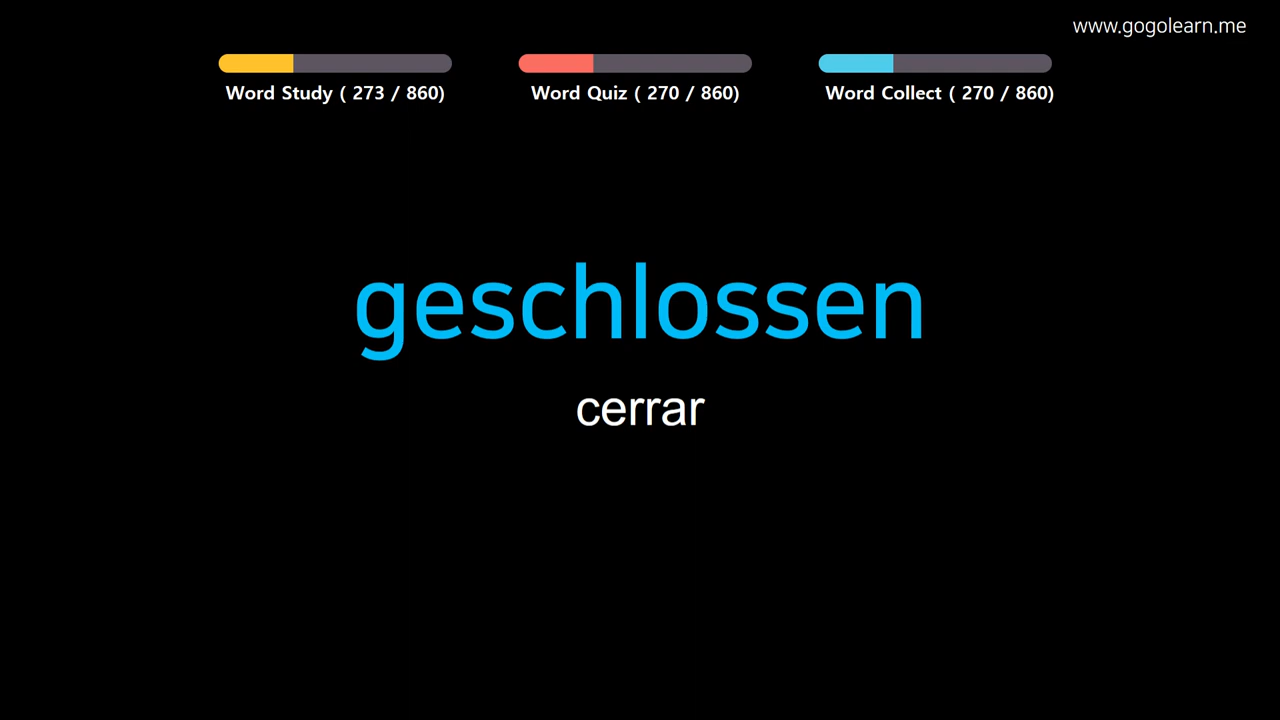 www.gogolearn.me
Word Study ( 273 / 860)
Word Quiz ( 270 / 860)
Word Collect ( 270 / 860)
geschlossen
cerrar